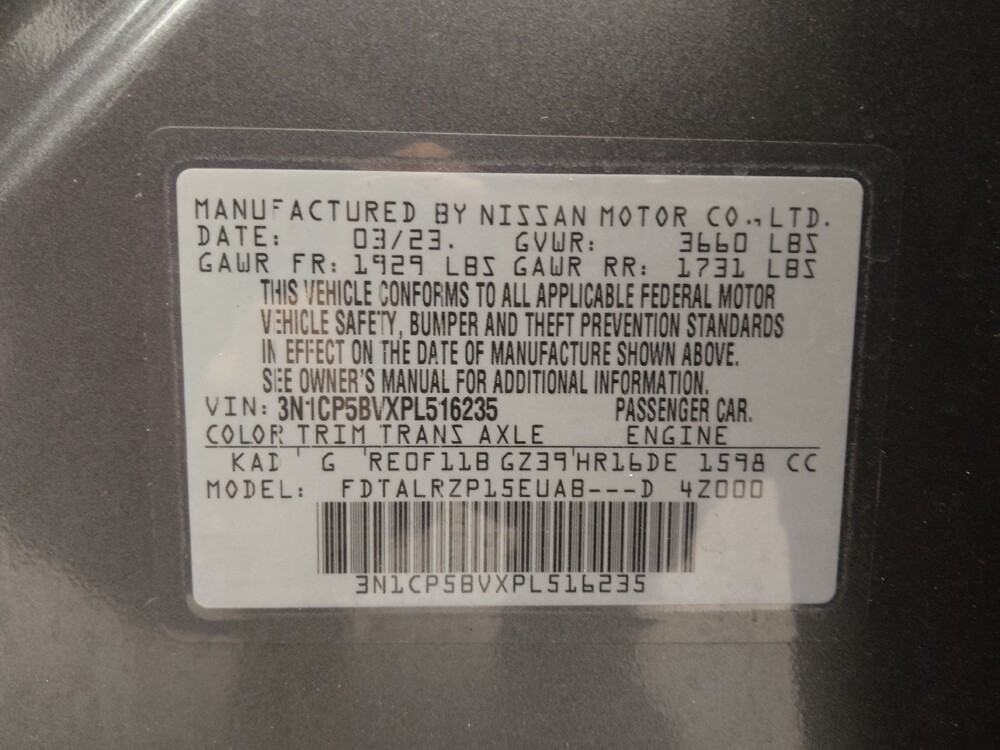 MANUFACTURED BY NISSAN MOTOR CO., LTD.
DATE: 03/23. GVWR: 3660 LBS
GAWR FR: 1929 LBS GAWR RR: 1731 LBS
THIS VEHICLE CONFORMS TO ALL APPLICABLE FEDERAL MOTOR
VEHICLE SAFETY, BUMPER AND THEFT PREVENTION STANDARDS
IN EFFECT ON THE DATE OF MANUFACTURE SHOWN ABOVE.
SEE OWNER'S MANUAL FOR ADDITIONAL INFORMATION.
VIN: 3N1CP5BVXPL516235 PASSENGER CAR.
COLOR TRIM TRANS AXLE ENGINE
KAD G RE0F11B GZ39 HR16DE 1598 CC
MODEL: FDTALRZP15EUAB---D 4Z000
3N1CP5BVXPL516235